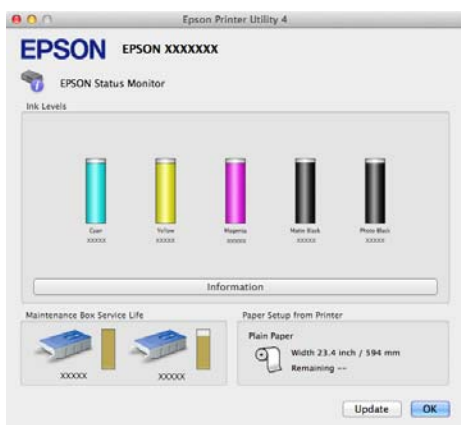 Epson Printer Utility 4
EPSON EPSON XXXXXXX
EPSON Status Monitor
Ink Levels
Cyan Yellow Magenta Matte Black Photo Black
XXXXX XXXXX XXXXX XXXXX XXXXX
Information
Maintenance Box Service Life
XXXXX XXXXX
Paper Setup from Printer
Plain Paper
Width 23.4 inch / 594 mm
Remaining --
Update OK